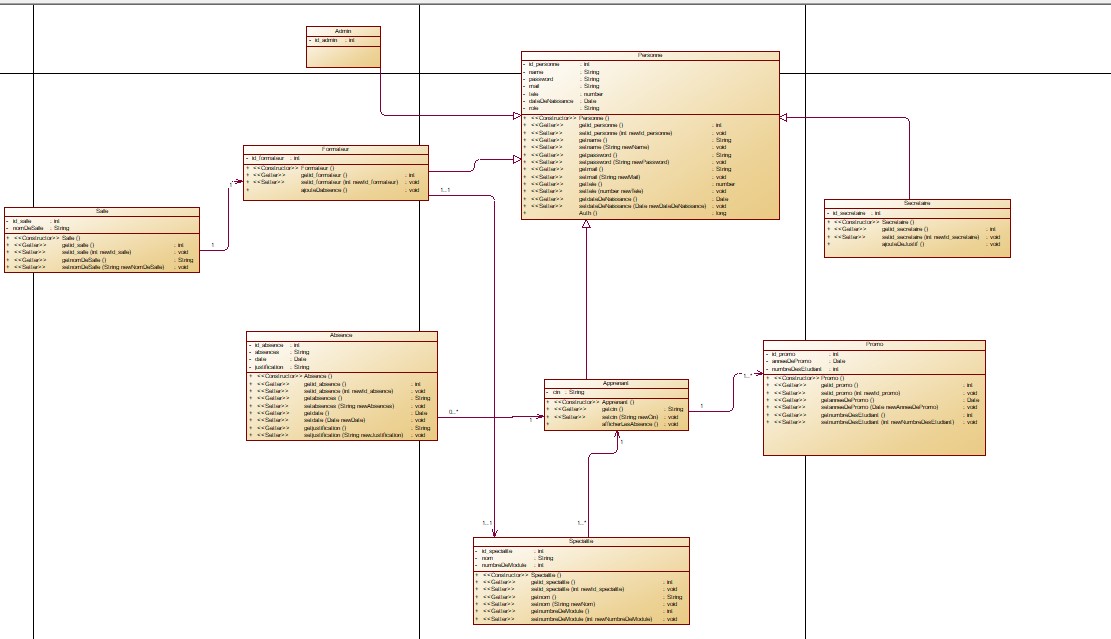 Admin
- id_admin : int
Personne
- id_personne : int
- name : String
- password : String
- mail : String
- tele : number
- dateDeNaissance : Date
- role : String
+ <<Constructor>> Personne ()
+ <<Getter>> getid_personne () : int
+ <<Setter>> setid_personne (int newId_personne) : void
+ <<Getter>> getname () : String
+ <<Setter>> setname (String newName) : void
+ <<Getter>> getpassword () : String
+ <<Setter>> setpassword (String newPassword) : void
+ <<Getter>> getmail () : String
+ <<Setter>> setmail (String newMail) : void
+ <<Getter>> gettele () : number
+ <<Setter>> settele (number newTele) : void
+ <<Getter>> getdateDeNaissance () : Date
+ <<Setter>> setdateDeNaissance (Date newDateDeNaissance) : void
+ Auth () : long
Formateur
- id_formateur : int
+ <<Constructor>> Formateur ()
+ <<Getter>> getid_formateur () : int
+ <<Setter>> setid_formateur (int newId_formateur) : void
+ ajouteDabsence () : void
1..1
Salle
- id_salle : int
- nomDeSalle : String
+ <<Constructor>> Salle ()
+ <<Getter>> getid_salle () : int
+ <<Setter>> setid_salle (int newId_salle) : void
+ <<Getter>> getnomDeSalle () : String
+ <<Setter>> setnomDeSalle (String newNomDeSalle) : void
1
Secretaire
- id_secretaire : int
+ <<Constructor>> Secretaire ()
+ <<Getter>> getid_secretaire () : int
+ <<Setter>> setid_secretaire (int newId_secretaire) : void
+ ajouteDeJustif () : void
Absence
- id_absence : int
- absences : String
- date : Date
- justification : String
+ <<Constructor>> Absence ()
+ <<Getter>> getid_absence () : int
+ <<Setter>> setid_absence (int newId_absence) : void
+ <<Getter>> getabsences () : String
+ <<Setter>> setabsences (String newAbsences) : void
+ <<Getter>> getdate () : Date
+ <<Setter>> setdate (Date newDate) : void
+ <<Getter>> getjustification () : String
+ <<Setter>> setjustification (String newJustification) : void
0..*
1
Apprenant
- cin : String
+ <<Constructor>> Apprenant ()
+ <<Getter>> getcin () : String
+ <<Setter>> setcin (String newCin) : void
+ afficherLesAbsence () : void
1
1..*
1
Promo
- id_promo : int
- anneeDePromo : Date
- numbreDesEtudiant : int
+ <<Constructor>> Promo ()
+ <<Getter>> getid_promo () : int
+ <<Setter>> setid_promo (int newId_promo) : void
+ <<Getter>> getanneeDePromo () : Date
+ <<Setter>> setanneeDePromo (Date newAnneeDePromo) : void
+ <<Getter>> getnumbreDesEtudiant () : int
+ <<Setter>> setnumbreDesEtudiant (int newNumbreDesEtudiant) : void
1..1
1..*
Specialite
- id_specialite : int
- nom : String
- numbreDeModule : int
+ <<Constructor>> Specialite ()
+ <<Getter>> getid_specialite () : int
+ <<Setter>> setid_specialite (int newId_specialite) : void
+ <<Getter>> getnom () : String
+ <<Setter>> setnom (String newNom) : void
+ <<Getter>> getnumbreDeModule () : int
+ <<Setter>> setnumbreDeModule (int newNumbreDeModule) : void